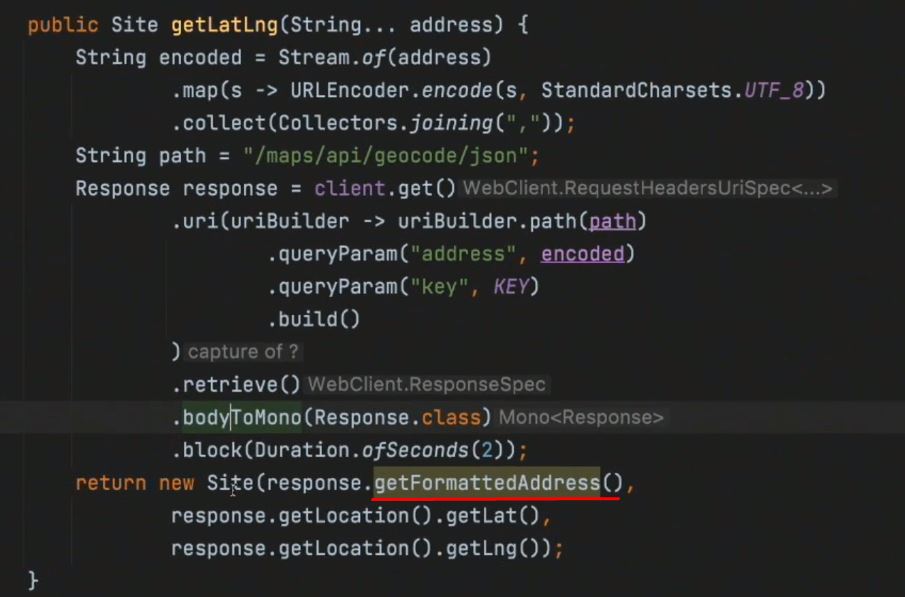 public Site getLatLng(String... address) {
String encoded = Stream.of(address)
.map(s -> URLEncoder.encode(s, StandardCharsets.UTF_8))
.collect(Collectors.joining(","));
String path = "/maps/api/geocode/json";
Response response = client.get() WebClient.RequestHeadersUriSpec<...>
.uri(uriBuilder -> uriBuilder.path(path)
.queryParam("address", encoded)
.queryParam("key", KEY)
.build()
) capture of ?
.retrieve() WebClient.ResponseSpec
.bodyToMono(Response.class) Mono<Response>
.block(Duration.ofSeconds(2));
return new Site(response.getFormattedAddress(),
response.getLocation().getLat(),
response.getLocation().getLng());
}